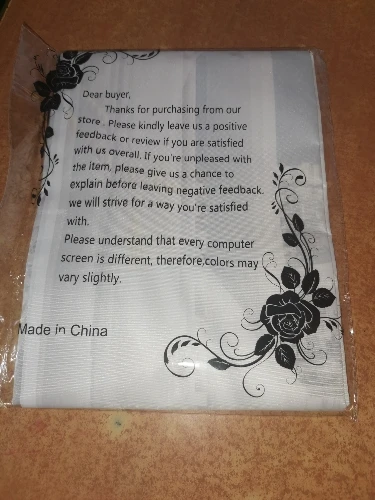 Dear buyer,
Thanks for purchasing from our
store . Please kindly leave us a positive
feedback or review if you are satisfied
with us overall. If you're unpleased with
the item, please give us a chance to
explain before leaving negative feedback.
we will strive for a way you're satisfied
with.
Please understand that every computer
screen is different, therefore,colors may
vary slightly.
Made in China